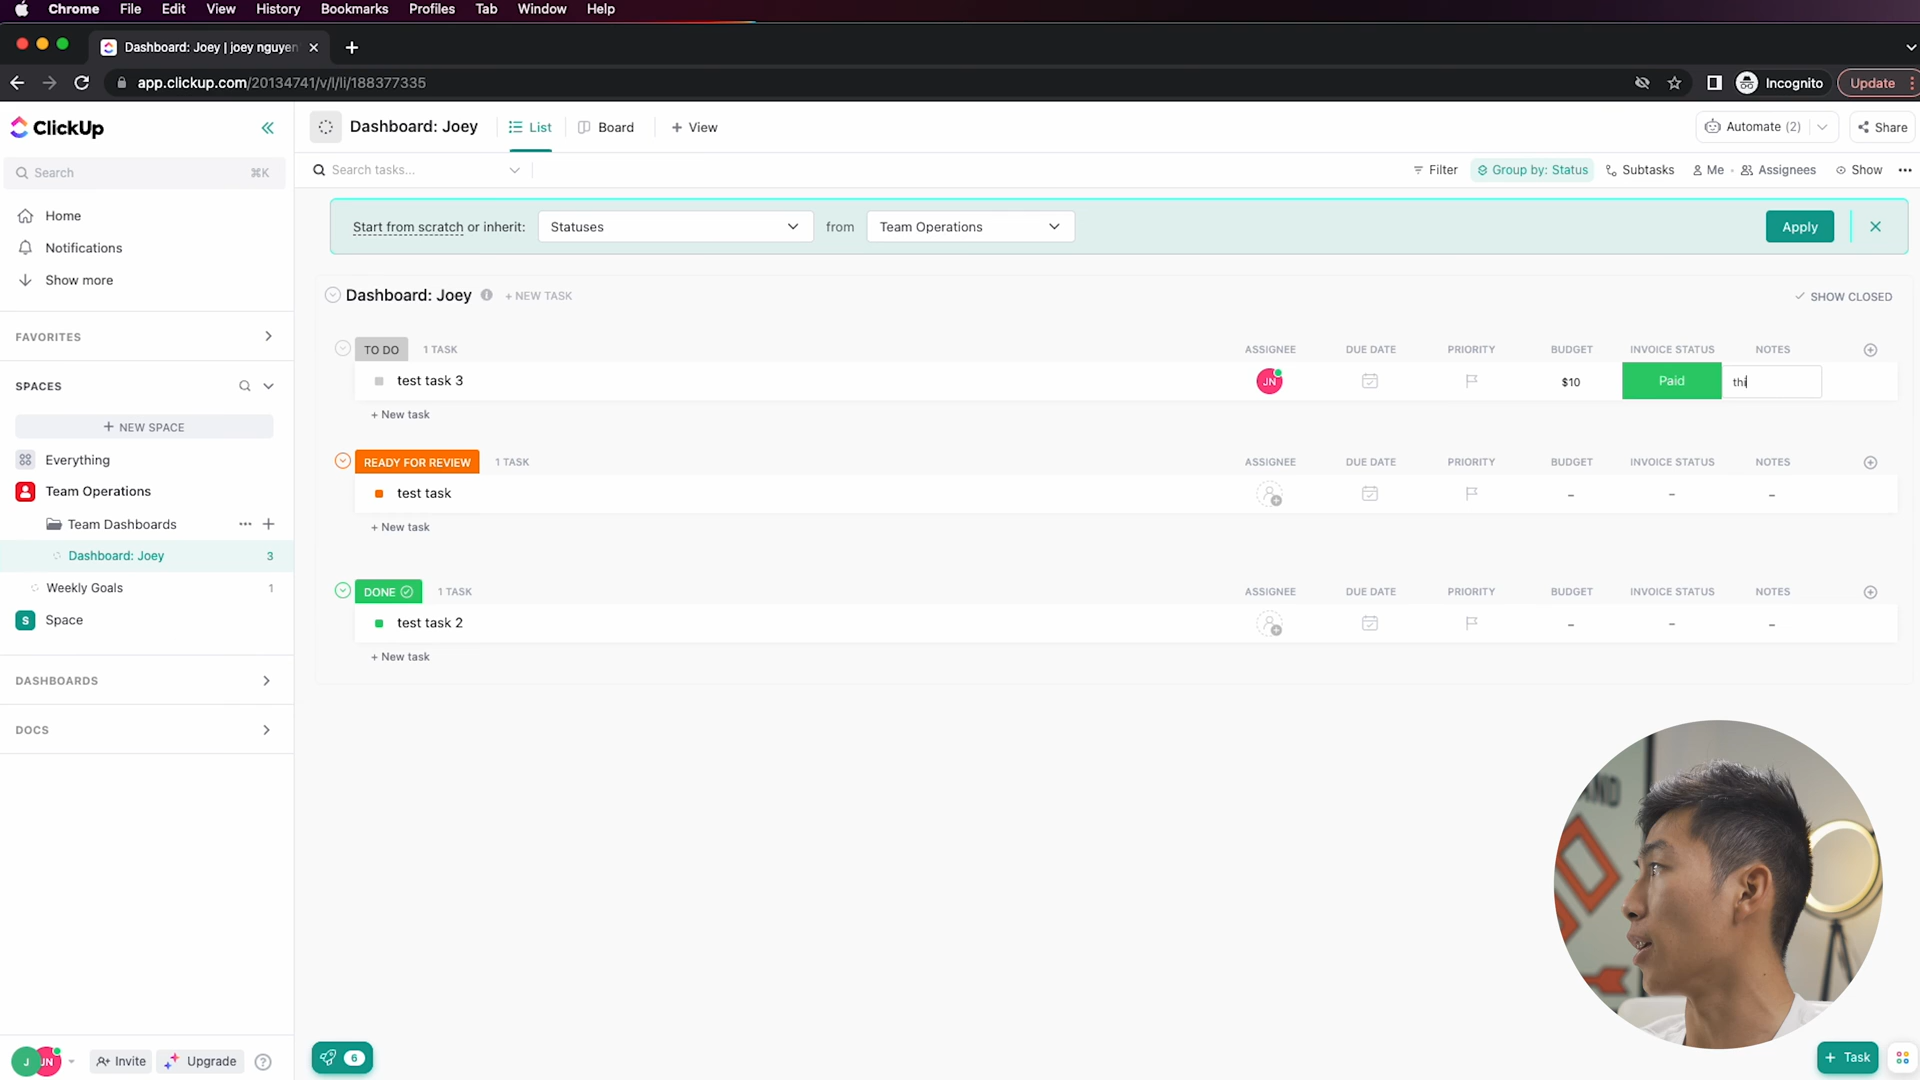 Chrome File Edit View History Bookmarks Profiles Tab Window Help
Dashboard: Joey | joey nguyen
app.clickup.com/20134741/v/l/li/188377335
Incognito
Update
ClickUp
Dashboard: Joey
List
Board
+ View
Automate (2)
Share
Search
⌘K
Search tasks...
Filter
Group by: Status
Subtasks
Me
Assignees
Show
Home
Notifications
Show more
Start from scratch or inherit:
Statuses
from
Team Operations
Apply
FAVORITES
SPACES
+ NEW SPACE
Everything
Team Operations
Team Dashboards
Dashboard: Joey 3
Weekly Goals 1
S Space
DASHBOARDS
DOCS
Dashboard: Joey + NEW TASK
SHOW CLOSED
TO DO 1 TASK ASSIGNEE DUE DATE PRIORITY BUDGET INVOICE STATUS NOTES
test task 3 JN $10 Paid thi
+ New task
READY FOR REVIEW 1 TASK ASSIGNEE DUE DATE PRIORITY BUDGET INVOICE STATUS NOTES
test task – – –
+ New task
DONE 1 TASK ASSIGNEE DUE DATE PRIORITY BUDGET INVOICE STATUS NOTES
test task 2 – – –
+ New task
J JN Invite Upgrade ?
6
+ Task